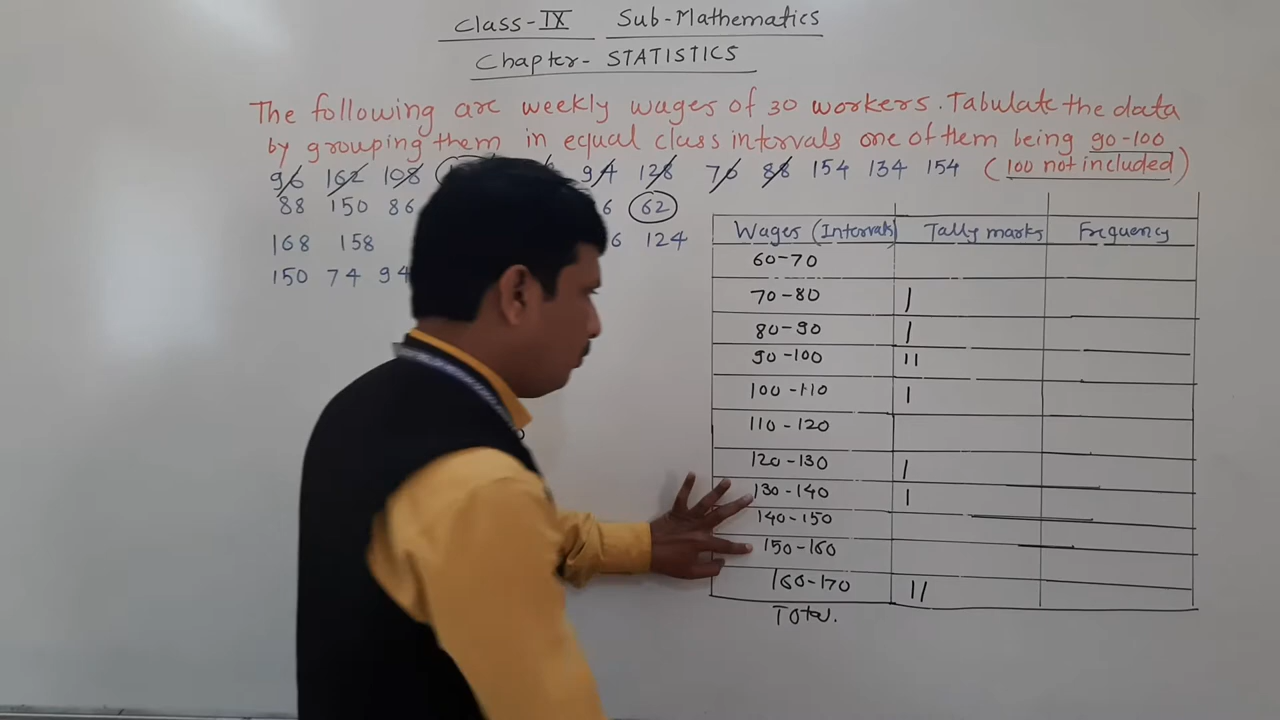 Class-IX Sub-Mathematics
Chapter- STATISTICS
The following are weekly wages of 30 workers. Tabulate the data
by grouping them in equal class intervals one of them being 90-100
96 162 108 94 128 76 88 154 134 154 (100 not included)
88 150 86 6 62
168 158 6 124
150 74 94
Wages (Intervals) Tally marks Frequency
60-70
70-80 |
80-90 |
90-100 ||
100-110 |
110-120
120-130 |
130-140 |
140-150
150-160
160-170 ||
Total.